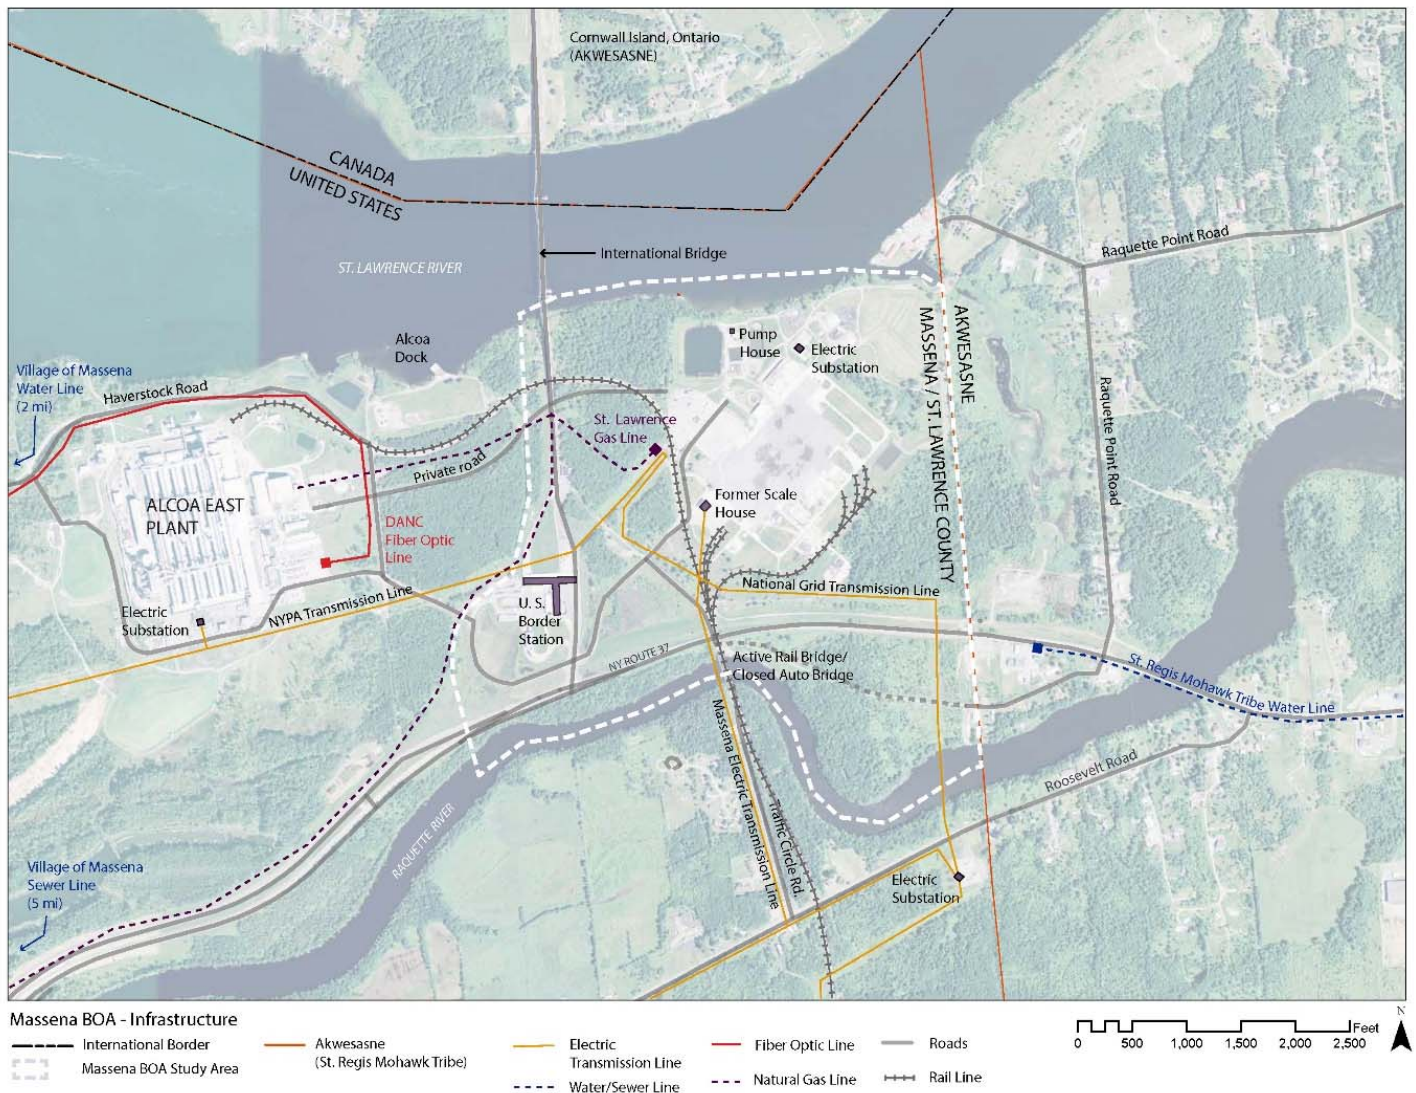 Cornwall Island, Ontario
(AKWESASNE)
CANADA
UNITED STATES
ST. LAWRENCE RIVER
International Bridge
Raquette Point Road
Alcoa
Dock
Pump
House
Electric
Substation
AKWESASNE
MASSENA / ST. LAWRENCE COUNTY
Village of Massena
Water Line
(2 mi)
Haverstock Road
Raquette Point Road
St. Lawrence
Gas Line
Private road
ALCOA EAST
PLANT
DANC
Fiber Optic
Line
Former Scale
House
National Grid Transmission Line
NYPA Transmission Line
Electric
Substation
U. S.
Border
Station
NY ROUTE 37
Active Rail Bridge/
Closed Auto Bridge
St. Regis Mohawk Tribe Water Line
Massena Electric Transmission Line
Traffic Circle Rd.
Roosevelt Road
RAQUETTE RIVER
Village of Massena
Sewer Line
(5 mi)
Electric
Substation
Massena BOA - Infrastructure
International Border
Massena BOA Study Area
Akwesasne
(St. Regis Mohawk Tribe)
Electric
Transmission Line
Water/Sewer Line
Fiber Optic Line
Natural Gas Line
Roads
Rail Line
Feet
0 500 1,000 1,500 2,000 2,500
N